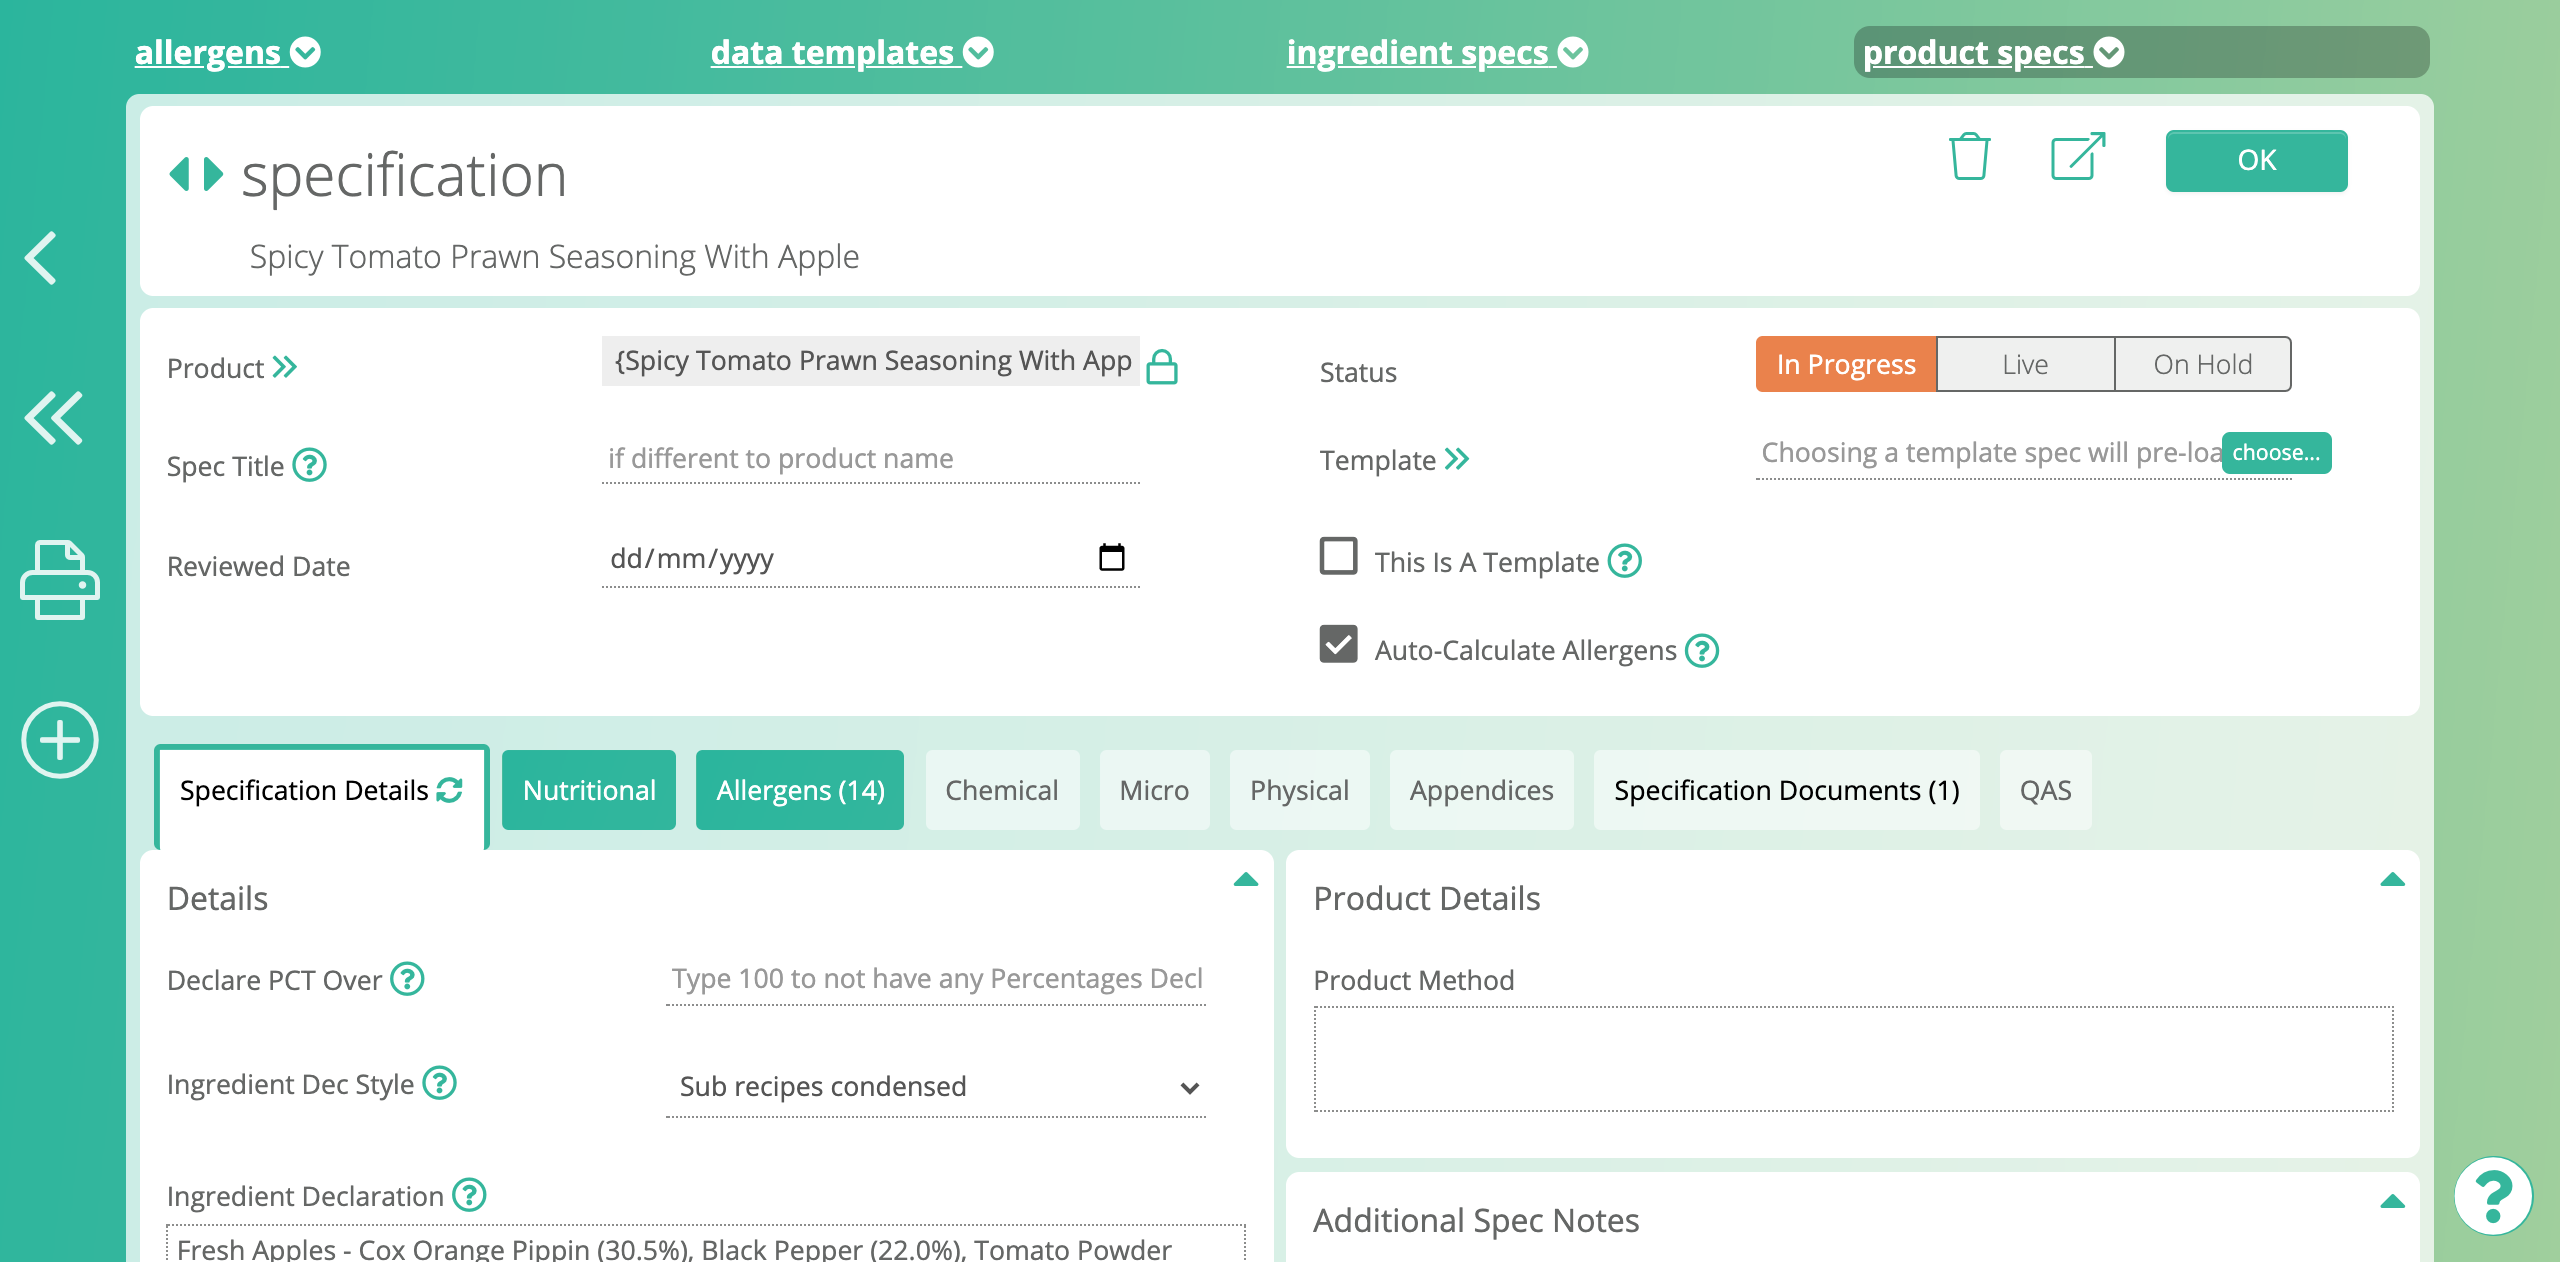 allergens
data templates
ingredient specs
product specs
specification
OK
Spicy Tomato Prawn Seasoning With Apple
Product
{Spicy Tomato Prawn Seasoning With App
Status
In Progress
Live
On Hold
Spec Title
if different to product name
Template
Choosing a template spec will pre-loa
choose...
Reviewed Date
dd/mm/yyyy
This Is A Template
Auto-Calculate Allergens
Specification Details
Nutritional
Allergens (14)
Chemical
Micro
Physical
Appendices
Specification Documents (1)
QAS
Details
Declare PCT Over
Type 100 to not have any Percentages Decl
Ingredient Dec Style
Sub recipes condensed
Ingredient Declaration
Fresh Apples - Cox Orange Pippin (30.5%), Black Pepper (22.0%), Tomato Powder
Product Details
Product Method
Additional Spec Notes